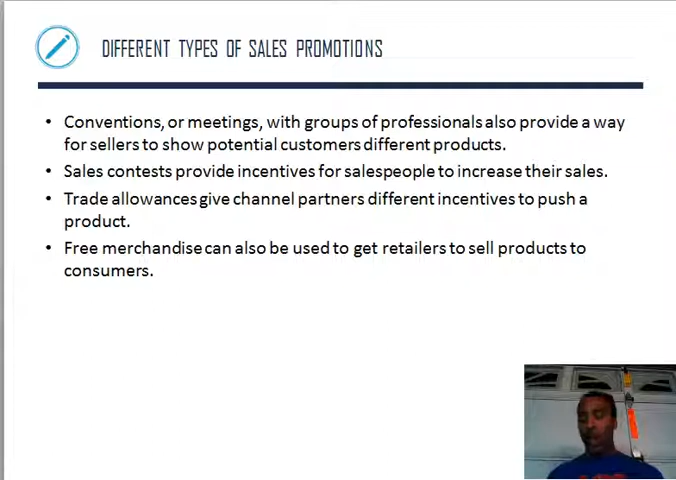 DIFFERENT TYPES OF SALES PROMOTIONS
• Conventions, or meetings, with groups of professionals also provide a way
for sellers to show potential customers different products.
• Sales contests provide incentives for salespeople to increase their sales.
• Trade allowances give channel partners different incentives to push a
product.
• Free merchandise can also be used to get retailers to sell products to
consumers.